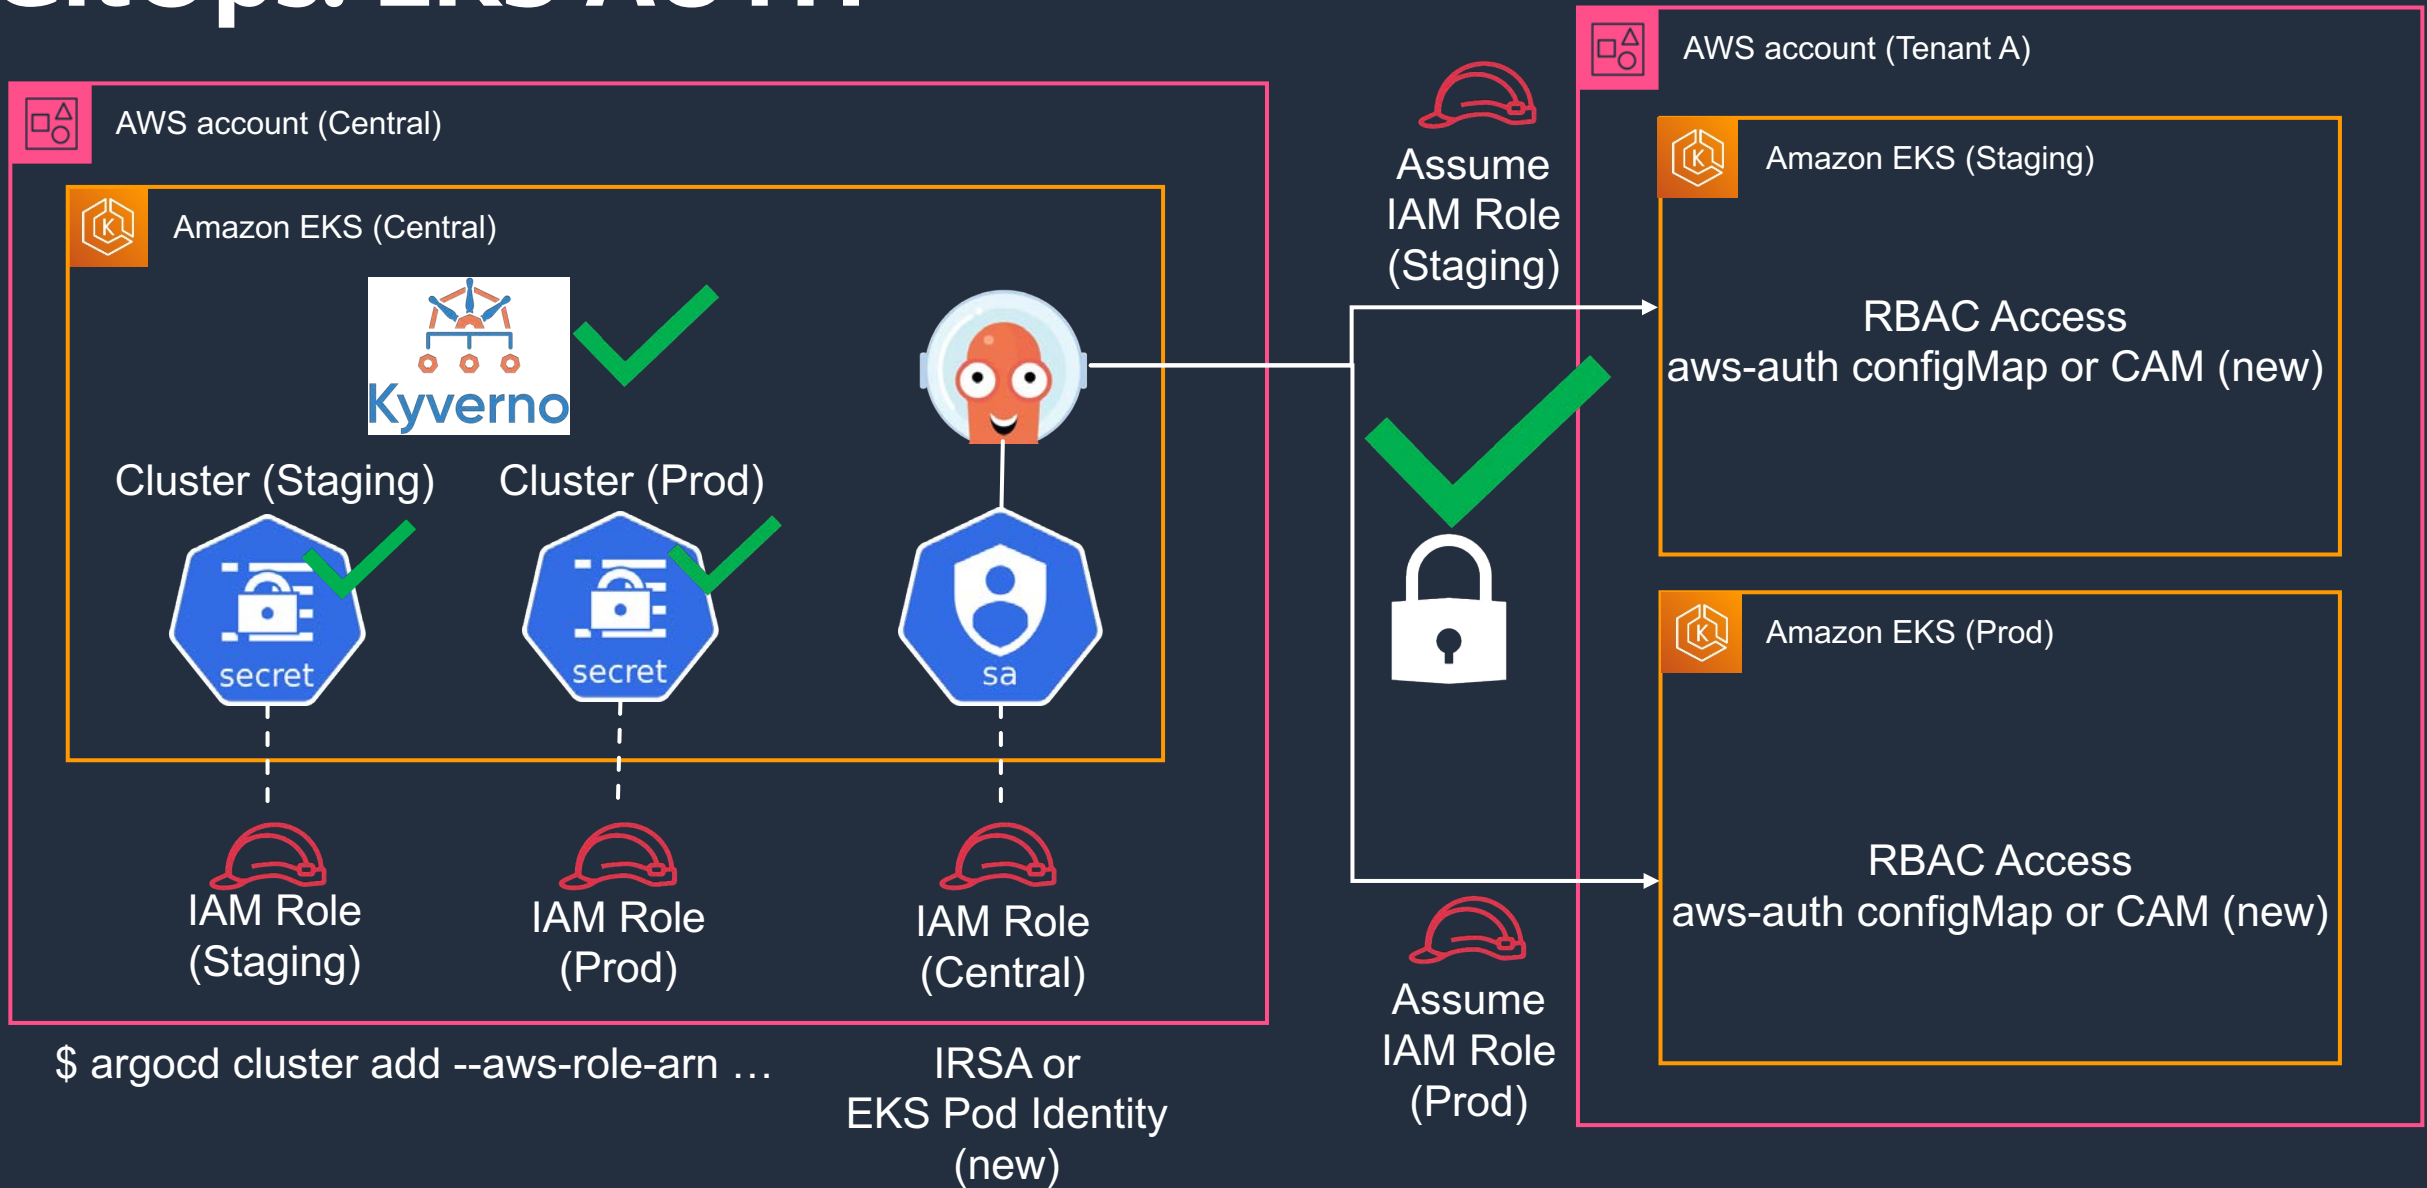 GitOps: EKS AUTH
AWS account (Central)
Amazon EKS (Central)
Kyverno
Cluster (Staging)
Cluster (Prod)
secret
secret
sa
IAM Role
(Staging)
IAM Role
(Prod)
IAM Role
(Central)
$ argocd cluster add --aws-role-arn …
IRSA or
EKS Pod Identity
(new)
Assume
IAM Role
(Staging)
Assume
IAM Role
(Prod)
AWS account (Tenant A)
Amazon EKS (Staging)
RBAC Access
aws-auth configMap or CAM (new)
Amazon EKS (Prod)
RBAC Access
aws-auth configMap or CAM (new)